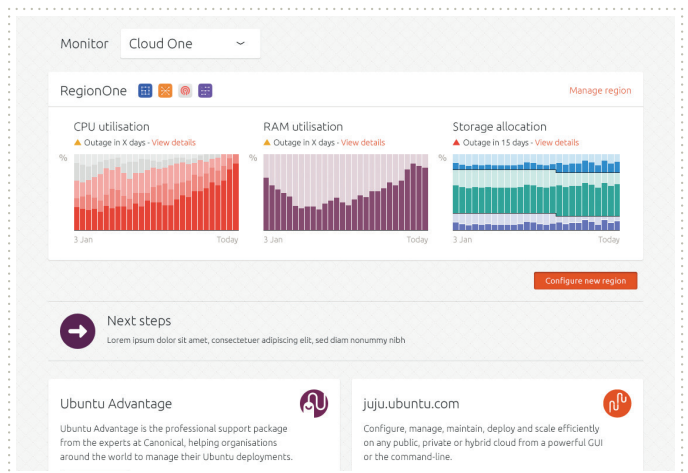 Monitor Cloud One
RegionOne Manage region
CPU utilisation RAM utilisation Storage allocation
Outage in X days - View details Outage in X days - View details Outage in 15 days - View details
% % %
3 Jan Today 3 Jan Today 3 Jan Today
Configure new region
Next steps
Lorem ipsum dolor sit amet, consectetuer adipiscing elit, sed diam nonummy nibh
Ubuntu Advantage
Ubuntu Advantage is the professional support package
from the experts at Canonical, helping organisations
around the world to manage their Ubuntu deployments.
juju.ubuntu.com
Configure, manage, maintain, deploy and scale efficiently
on any public, private or hybrid cloud from a powerful GUI
or the command-line.